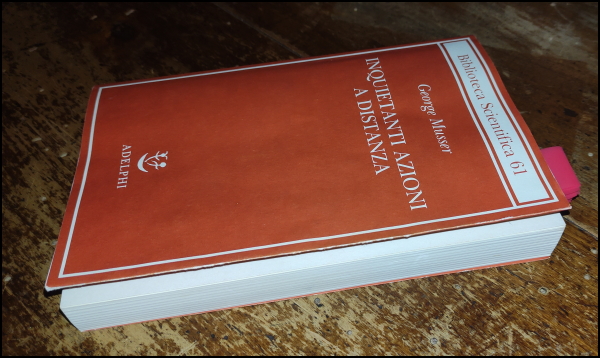 Biblioteca Scientifica 61
George Musser
INQUIETANTI AZIONI
A DISTANZA
ADELPHI